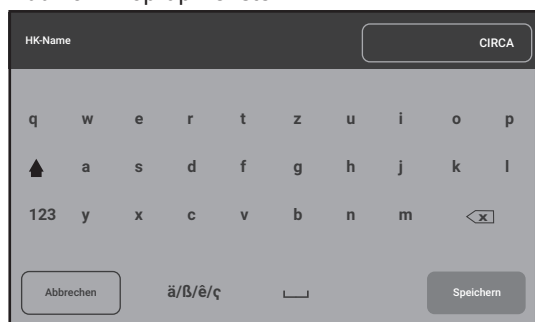 HK-Name CIRCA
q w e r t z u i o p
a s d f g h j k l
123 y x c v b n m x
Abbrechen ä/ß/ê/ç Speichern